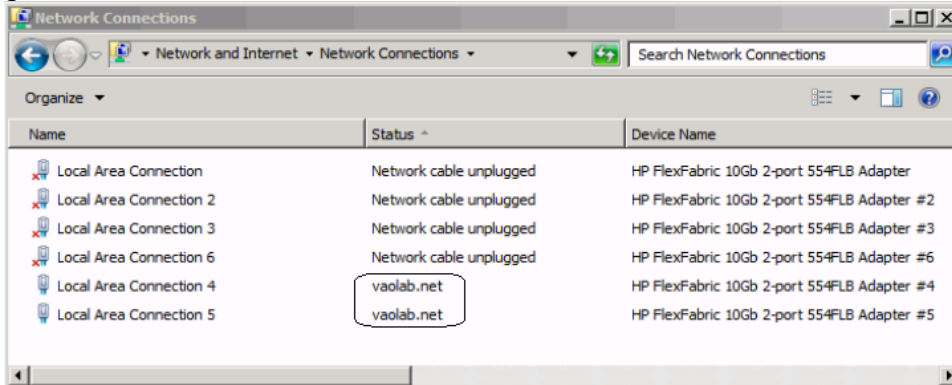 Network Connections
Network and Internet Network Connections Search Network Connections
Organize
Name Status Device Name
Local Area Connection Network cable unplugged HP FlexFabric 10Gb 2-port 554FLB Adapter
Local Area Connection 2 Network cable unplugged HP FlexFabric 10Gb 2-port 554FLB Adapter #2
Local Area Connection 3 Network cable unplugged HP FlexFabric 10Gb 2-port 554FLB Adapter #3
Local Area Connection 6 Network cable unplugged HP FlexFabric 10Gb 2-port 554FLB Adapter #6
Local Area Connection 4 vaolab.net HP FlexFabric 10Gb 2-port 554FLB Adapter #4
Local Area Connection 5 vaolab.net HP FlexFabric 10Gb 2-port 554FLB Adapter #5